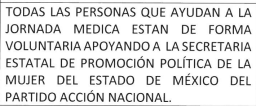 TODAS LAS PERSONAS QUE AYUDAN A LA
JORNADA MEDICA ESTAN DE FORMA
VOLUNTARIA APOYANDO A LA SECRETARIA
ESTATAL DE PROMOCIÓN POLÍTICA DE LA
MUJER DEL ESTADO DE MÉXICO DEL
PARTIDO ACCIÓN NACIONAL.